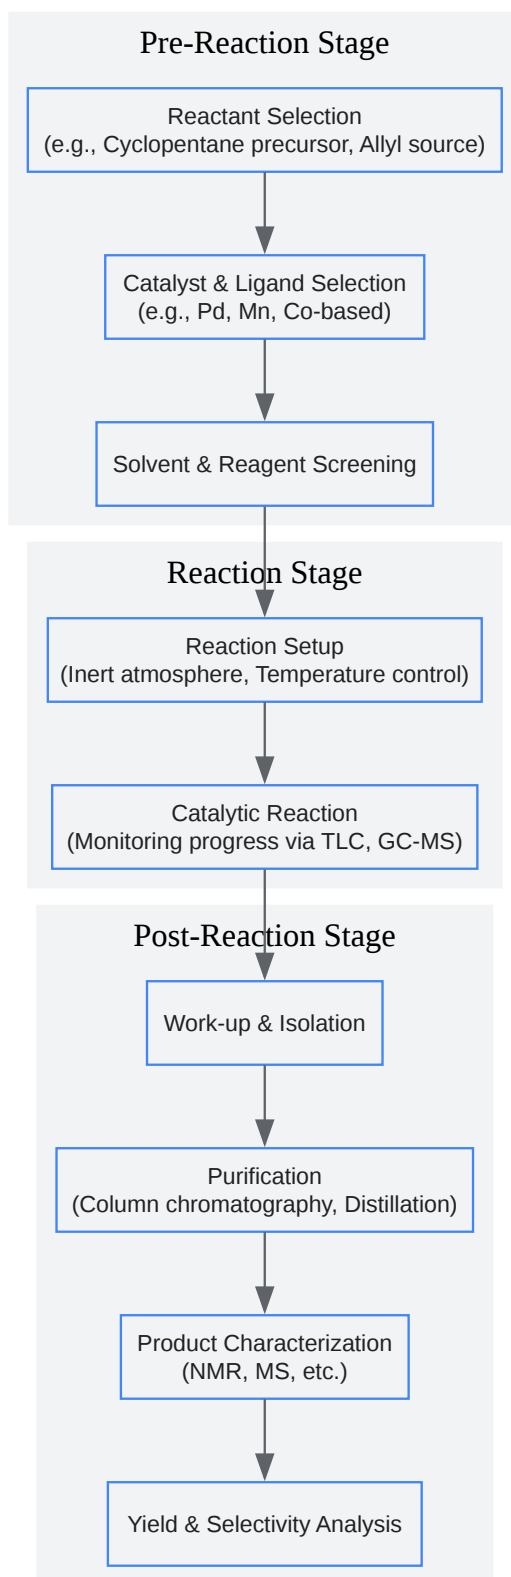 Pre-Reaction Stage
Reactant Selection
(e.g., Cyclopentane precursor, Allyl source)
Catalyst & Ligand Selection
(e.g., Pd, Mn, Co-based)
Solvent & Reagent Screening
Reaction Stage
Reaction Setup
(Inert atmosphere, Temperature control)
Catalytic Reaction
(Monitoring progress via TLC, GC-MS)
Post-Reaction Stage
Work-up & Isolation
Purification
(Column chromatography, Distillation)
Product Characterization
(NMR, MS, etc.)
Yield & Selectivity Analysis